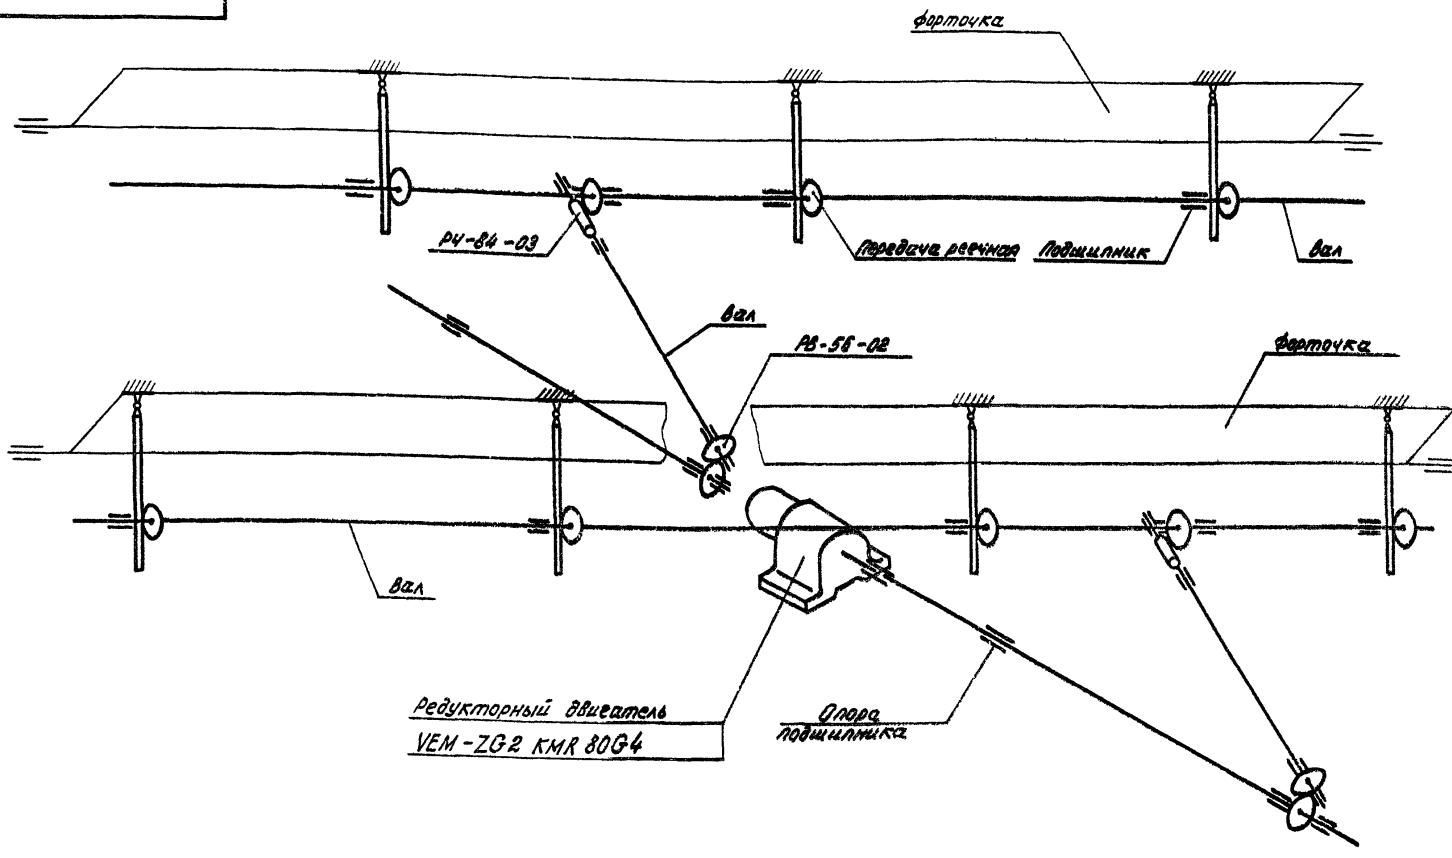 форточка
РЧ-84-03
Передача реечная
Подшипник
Вал
Вал
РВ-56-02
форточка
Вал
Редукторный двигатель
VEM-ZG2 KMR 80G4
Опора
подшипника